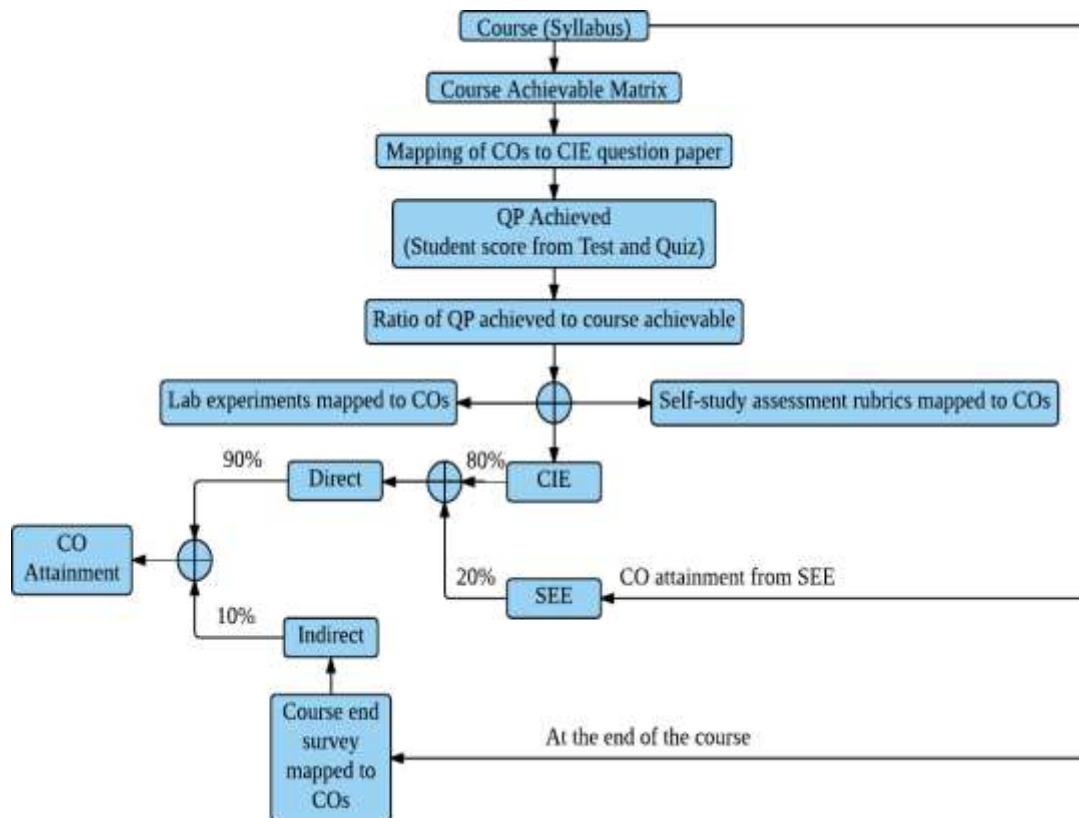 Course (Syllabus)
Course Achievable Matrix
Mapping of COs to CIE question paper
QP Achieved
(Student score from Test and Quiz)
Ratio of QP achieved to course achievable
Lab experiments mapped to COs
Self-study assessment rubrics mapped to COs
90%
Direct
80%
CIE
CO
Attainment
20%
SEE
CO attainment from SEE
10%
Indirect
Course end
survey
mapped to
COs
At the end of the course